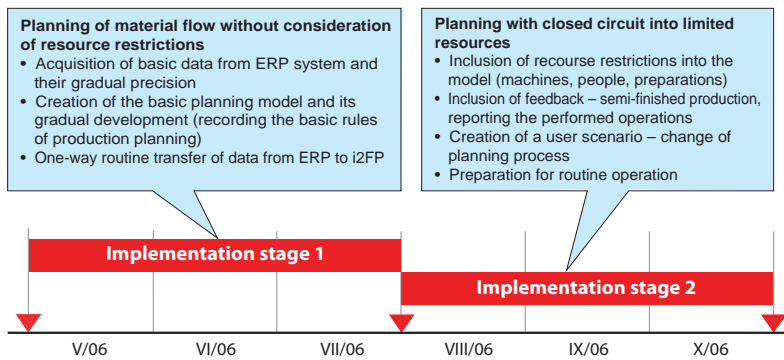 Planning of material flow without consideration
of resource restrictions
• Acquisition of basic data from ERP system and
their gradual precision
• Creation of the basic planning model and its
gradual development (recording the basic rules
of production planning)
• One-way routine transfer of data from ERP to i2FP
Planning with closed circuit into limited
resources
• Inclusion of recourse restrictions into the
model (machines, people, preparations)
• Inclusion of feedback – semi-finished production,
reporting the performed operations
• Creation of a user scenario – change of
planning process
• Preparation for routine operation
Implementation stage 1
Implementation stage 2
V/06 VI/06 VII/06 VIII/06 IX/06 X/06